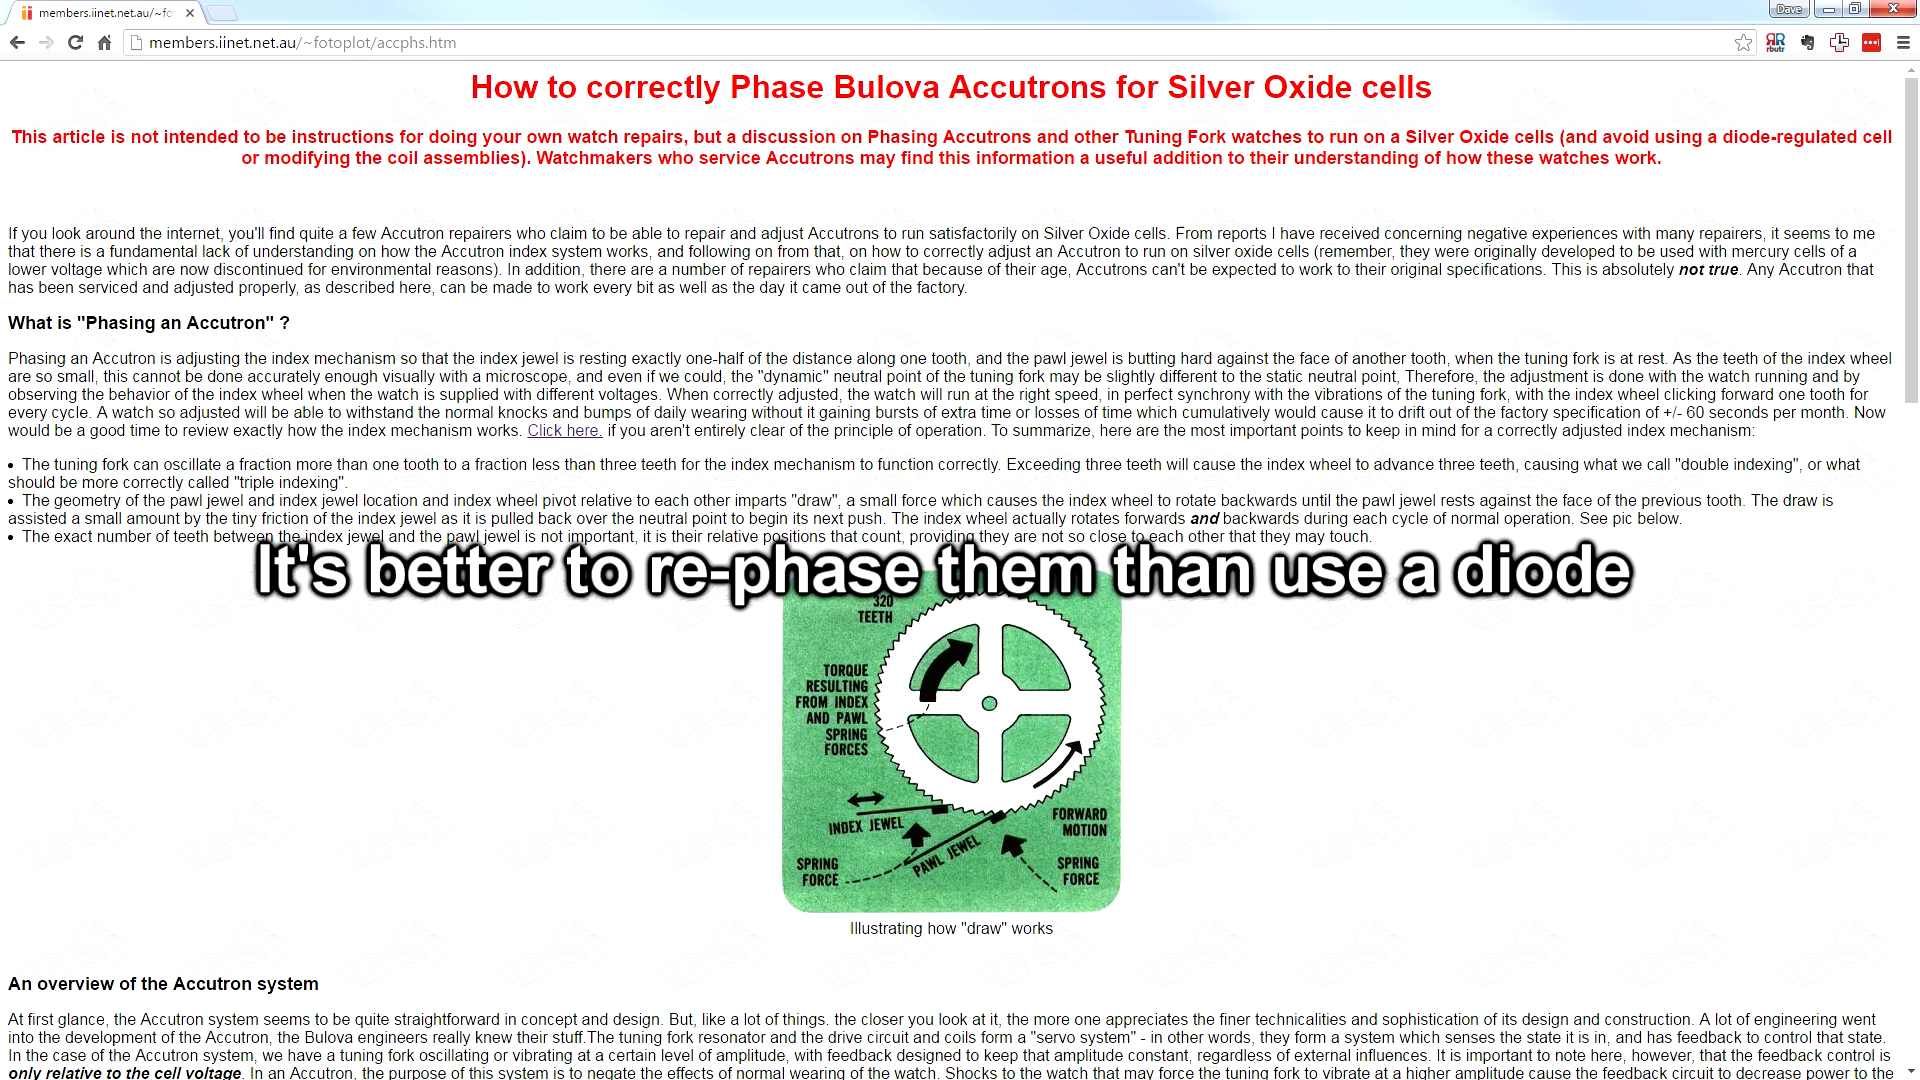 members.iinet.net.au/~fo
Dave
members.iinet.net.au/~fotoplot/accphs.htm
rbutr
How to correctly Phase Bulova Accutrons for Silver Oxide cells
This article is not intended to be instructions for doing your own watch repairs, but a discussion on Phasing Accutrons and other Tuning Fork watches to run on a Silver Oxide cells (and avoid using a diode-regulated cell
or modifying the coil assemblies). Watchmakers who service Accutrons may find this information a useful addition to their understanding of how these watches work.
If you look around the internet, you'll find quite a few Accutron repairers who claim to be able to repair and adjust Accutrons to run satisfactorily on Silver Oxide cells. From reports I have received concerning negative experiences with many repairers, it seems to me
that there is a fundamental lack of understanding on how the Accutron index system works, and following on from that, on how to correctly adjust an Accutron to run on silver oxide cells (remember, they were originally developed to be used with mercury cells of a
lower voltage which are now discontinued for environmental reasons). In addition, there are a number of repairers who claim that because of their age, Accutrons can't be expected to work to their original specifications. This is absolutely not true. Any Accutron that
has been serviced and adjusted properly, as described here, can be made to work every bit as well as the day it came out of the factory.
What is "Phasing an Accutron" ?
Phasing an Accutron is adjusting the index mechanism so that the index jewel is resting exactly one-half of the distance along one tooth, and the pawl jewel is butting hard against the face of another tooth, when the tuning fork is at rest. As the teeth of the index wheel
are so small, this cannot be done accurately enough visually with a microscope, and even if we could, the "dynamic" neutral point of the tuning fork may be slightly different to the static neutral point, Therefore, the adjustment is done with the watch running and by
observing the behavior of the index wheel when the watch is supplied with different voltages. When correctly adjusted, the watch will run at the right speed, in perfect synchrony with the vibrations of the tuning fork, with the index wheel clicking forward one tooth for
every cycle. A watch so adjusted will be able to withstand the normal knocks and bumps of daily wearing without it gaining bursts of extra time or losses of time which cumulatively would cause it to drift out of the factory specification of +/- 60 seconds per month. Now
would be a good time to review exactly how the index mechanism works. Click here. if you aren't entirely clear of the principle of operation. To summarize, here are the most important points to keep in mind for a correctly adjusted index mechanism:
• The tuning fork can oscillate a fraction more than one tooth to a fraction less than three teeth for the index mechanism to function correctly. Exceeding three teeth will cause the index wheel to advance three teeth, causing what we call "double indexing", or what
should be more correctly called "triple indexing".
• The geometry of the pawl jewel and index jewel location and index wheel pivot relative to each other imparts "draw", a small force which causes the index wheel to rotate backwards until the pawl jewel rests against the face of the previous tooth. The draw is
assisted a small amount by the tiny friction of the index jewel as it is pulled back over the neutral point to begin its next push. The index wheel actually rotates forwards and backwards during each cycle of normal operation. See pic below.
• The exact number of teeth between the index jewel and the pawl jewel is not important, it is their relative positions that count, providing they are not so close to each other that they may touch.
It's better to re-phase them than use a diode
320
TEETH
TORQUE
RESULTING
FROM INDEX
AND PAWL
SPRING
FORCES
INDEX JEWEL
FORWARD
MOTION
PAWL JEWEL
SPRING
FORCE
SPRING
FORCE
Illustrating how "draw" works
An overview of the Accutron system
At first glance, the Accutron system seems to be quite straightforward in concept and design. But, like a lot of things. the closer you look at it, the more one appreciates the finer technicalities and sophistication of its design and construction. A lot of engineering went
into the development of the Accutron, the Bulova engineers really knew their stuff.The tuning fork resonator and the drive circuit and coils form a "servo system" - in other words, they form a system which senses the state it is in, and has feedback to control that state.
In the case of the Accutron system, we have a tuning fork oscillating or vibrating at a certain level of amplitude, with feedback designed to keep that amplitude constant, regardless of external influences. It is important to note here, however, that the feedback control is
only relative to the cell voltage. In an Accutron, the purpose of this system is to negate the effects of normal wearing of the watch. Shocks to the watch that may force the tuning fork to vibrate at a higher amplitude cause the feedback circuit to decrease power to the